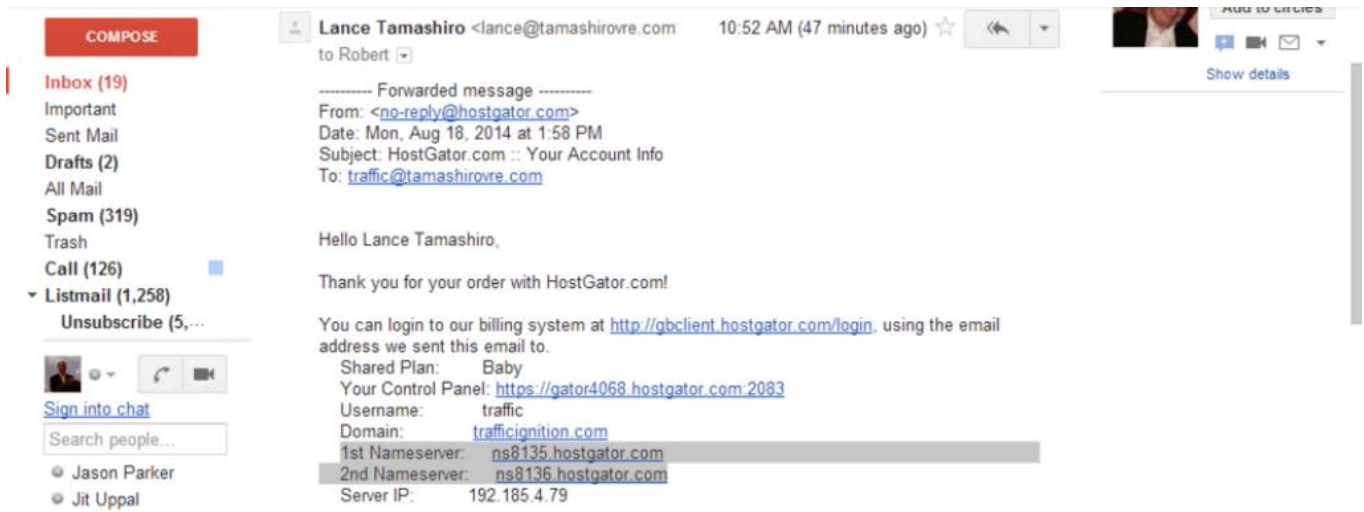 COMPOSE
Inbox (19)
Important
Sent Mail
Drafts (2)
All Mail
Spam (319)
Trash
Call (126)
Listmail (1,258)
Unsubscribe (5,...
Sign into chat
Search people...
Jason Parker
Jit Uppal
Lance Tamashiro <lance@tamashirovre.com 10:52 AM (47 minutes ago)
to Robert
---------- Forwarded message ----------
From: <no-reply@hostgator.com>
Date: Mon, Aug 18, 2014 at 1:58 PM
Subject: HostGator.com :: Your Account Info
To: traffic@tamashirovre.com
Hello Lance Tamashiro,
Thank you for your order with HostGator.com!
You can login to our billing system at http://gbclient.hostgator.com/login, using the email
address we sent this email to.
Shared Plan: Baby
Your Control Panel: https://gator4068.hostgator.com:2083
Username: traffic
Domain: trafficignition.com
1st Nameserver: ns8135.hostgator.com
2nd Nameserver: ns8136.hostgator.com
Server IP: 192.185.4.79
Add to circles
Show details